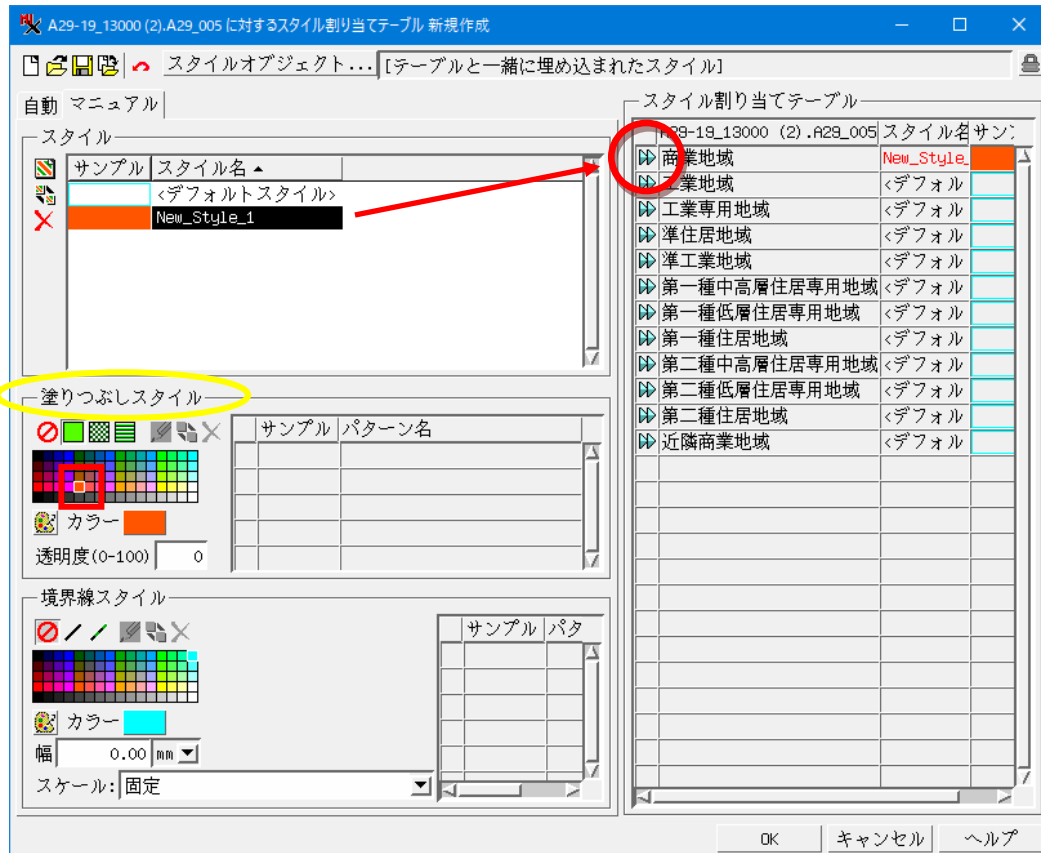 A29-19_13000 (2).A29_005 に対するスタイル割り当てテーブル 新規作成
スタイルオブジェクト... [テーブルと一緒に埋め込まれたスタイル]
自動 マニュアル
スタイル
サンプル スタイル名
<デフォルトスタイル>
New_Style_1
塗りつぶしスタイル
サンプル パターン名
カラー
透明度(0-100) 0
境界線スタイル
サンプル パタ
カラー
幅 0.00 mm
スケール: 固定
スタイル割り当てテーブル
A29-19_13000 (2).A29_005 スタイル名 サンプ
商業地域 New_Style_
工業地域 <デフォル
工業専用地域 <デフォル
準住居地域 <デフォル
準工業地域 <デフォル
第一種中高層住居専用地域 <デフォル
第一種低層住居専用地域 <デフォル
第一種住居地域 <デフォル
第二種中高層住居専用地域 <デフォル
第二種低層住居専用地域 <デフォル
第二種住居地域 <デフォル
近隣商業地域 <デフォル
OK キャンセル ヘルプ